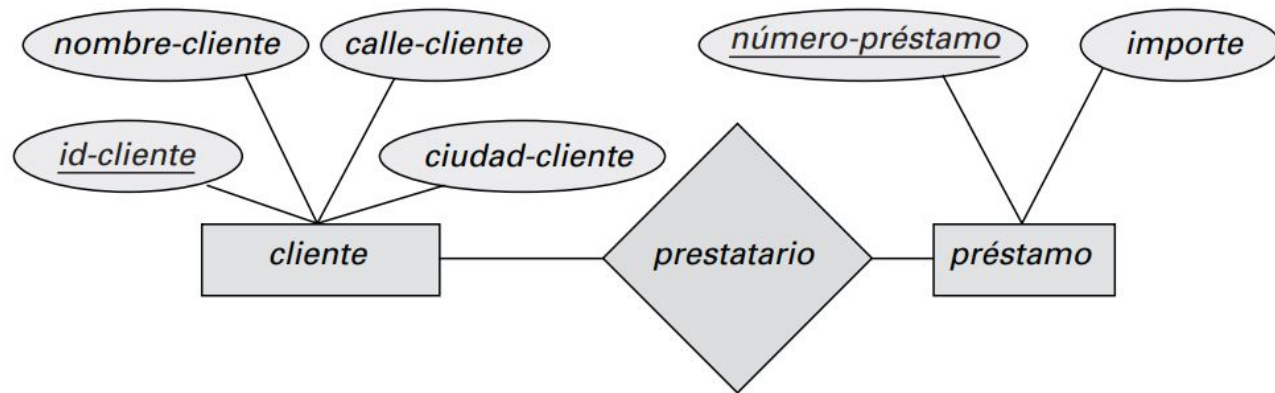 nombre-cliente
calle-cliente
número-préstamo
importe
id-cliente
ciudad-cliente
cliente
prestatario
préstamo